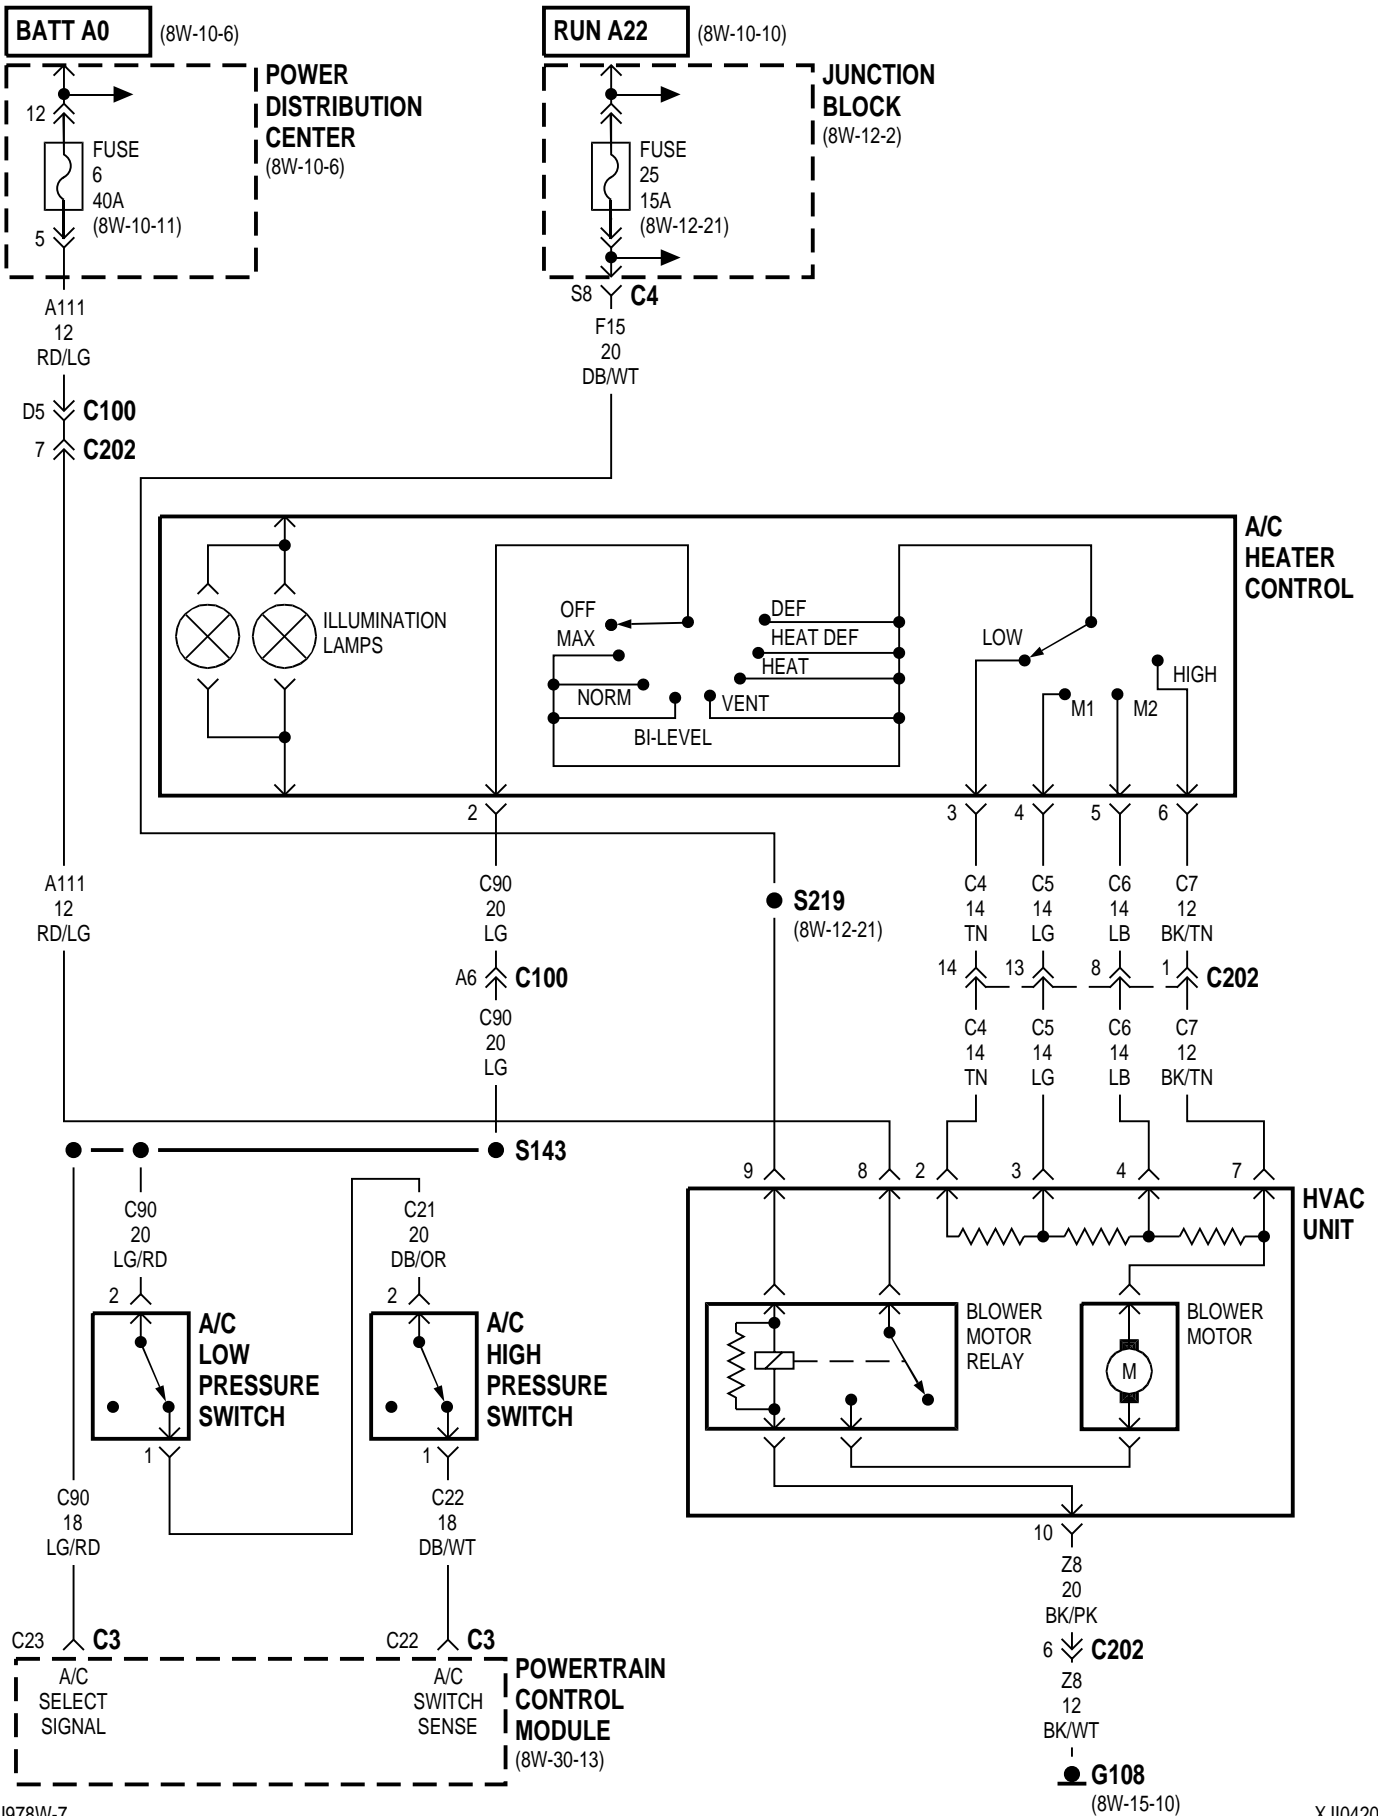 BATT A0
(8W-10-6)
RUN A22
(8W-10-10)
POWER
DISTRIBUTION
CENTER
(8W-10-6)
12
FUSE
6
40A
(8W-10-11)
5
JUNCTION
BLOCK
(8W-12-2)
FUSE
25
15A
(8W-12-21)
S8
C4
A111
12
RD/LG
F15
20
DB/WT
D5
C100
7
C202
A/C
HEATER
CONTROL
ILLUMINATION
LAMPS
OFF
MAX
NORM
BI-LEVEL
VENT
HEAT
HEAT DEF
DEF
LOW
M1
M2
HIGH
2
3
4
5
6
A111
12
RD/LG
C90
20
LG
S219
(8W-12-21)
C4
14
TN
C5
14
LG
C6
14
LB
C7
12
BK/TN
A6
C100
14
13
8
1
C202
C90
20
LG
C4
14
TN
C5
14
LG
C6
14
LB
C7
12
BK/TN
S143
9
8
2
3
4
7
HVAC
UNIT
C90
20
LG/RD
C21
20
DB/OR
2
A/C
LOW
PRESSURE
SWITCH
1
2
A/C
HIGH
PRESSURE
SWITCH
1
BLOWER
MOTOR
RELAY
M
BLOWER
MOTOR
C90
18
LG/RD
C22
18
DB/WT
10
Z8
20
BK/PK
6
C202
Z8
12
BK/WT
G108
(8W-15-10)
C23
C3
C22
C3
A/C
SELECT
SIGNAL
A/C
SWITCH
SENSE
POWERTRAIN
CONTROL
MODULE
(8W-30-13)
J978W-7